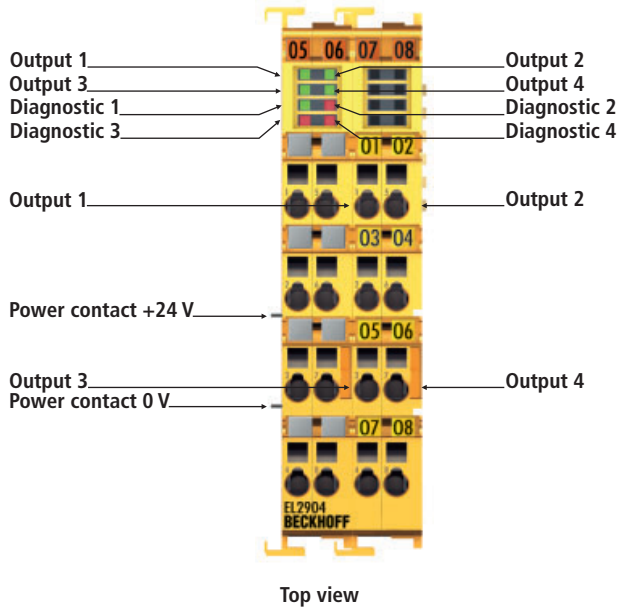 05 06 07 08
Output 1
Output 2
Output 3
Output 4
Diagnostic 1
Diagnostic 2
Diagnostic 3
Diagnostic 4
01 02
Output 1
Output 2
03 04
Power contact +24 V
05 06
Output 3
Output 4
Power contact 0 V
07 08
EL2904
BECKHOFF
Top view